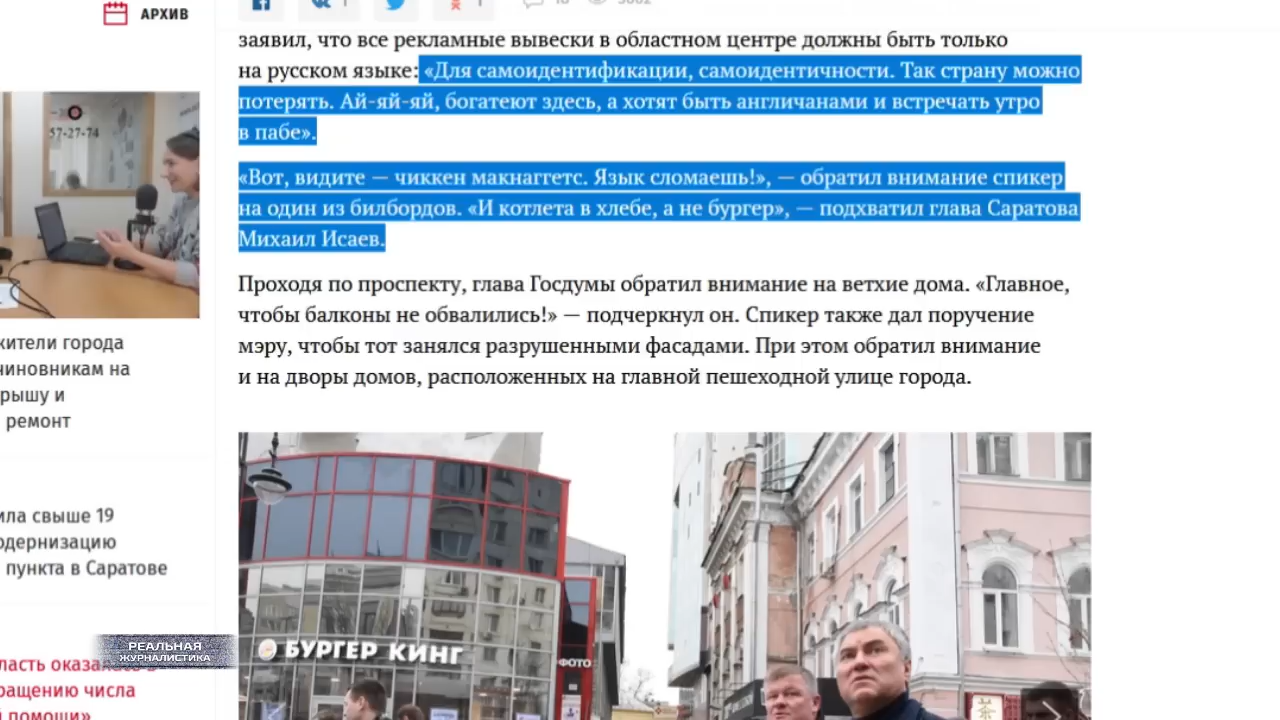 АРХИВ
1
1
заявил, что все рекламные вывески в областном центре должны быть только
на русском языке: «Для самоидентификации, самоидентичности. Так страну можно
потерять. Ай-яй-яй, богатеют здесь, а хотят быть англичанами и встречать утро
в пабе».
«Вот, видите — чиккен макнаггетс. Язык сломаешь!», — обратил внимание спикер
на один из билбордов. «И котлета в хлебе, а не бургер», — подхватил глава Саратова
Михаил Исаев.
Проходя по проспекту, глава Госдумы обратил внимание на ветхие дома. «Главное,
чтобы балконы не обвалились!» — подчеркнул он. Спикер также дал поручение
мэру, чтобы тот занялся разрушенными фасадами. При этом обратил внимание
и на дворы домов, расположенных на главной пешеходной улице города.
57-27-74
жители города
чиновникам на
рышу и
ремонт
ила свыше 19
одернизацию
пункта в Саратове
РЕАЛЬНАЯ
ЖУРНАЛИСТИКА
ласть
ращению числа
й помощи»
БУРГЕР КИНГ
ФОТО